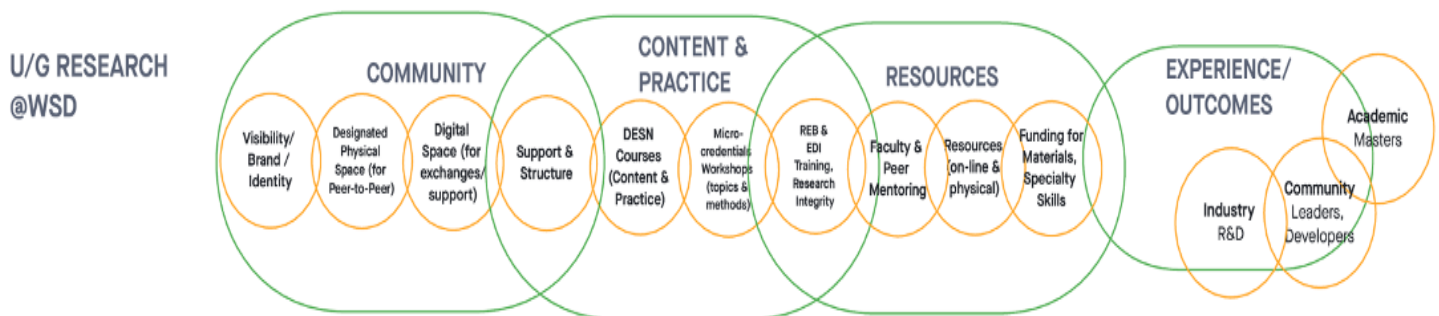 U/G RESEARCH
@WSD
COMMUNITY
CONTENT &
PRACTICE
RESOURCES
EXPERIENCE/
OUTCOMES
Visibility/
Brand /
Identity
Designated
Physical
Space (for
Peer-to-Peer)
Digital
Space (for
exchanges/
support)
Support &
Structure
DESN
Courses
(Content &
Practice)
Micro-
credentials
Workshops
(topics &
methods)
REB &
EDI
Training,
Research
Integrity
Faculty &
Peer
Mentoring
Resources
(on-line &
physical)
Funding for
Materials,
Specialty
Skills
Industry
R&D
Community
Leaders,
Developers
Academic
Masters